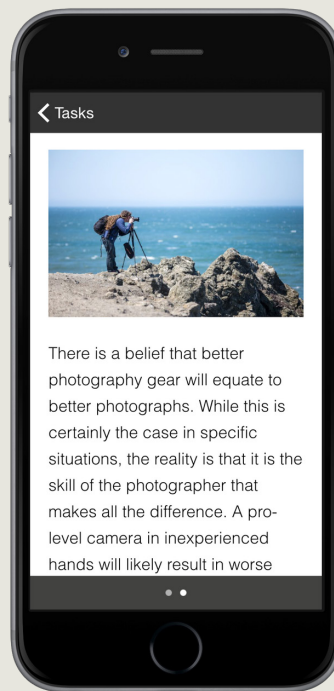 Tasks
There is a belief that better
photography gear will equate to
better photographs. While this is
certainly the case in specific
situations, the reality is that it is the
skill of the photographer that
makes all the difference. A pro-
level camera in inexperienced
hands will likely result in worse